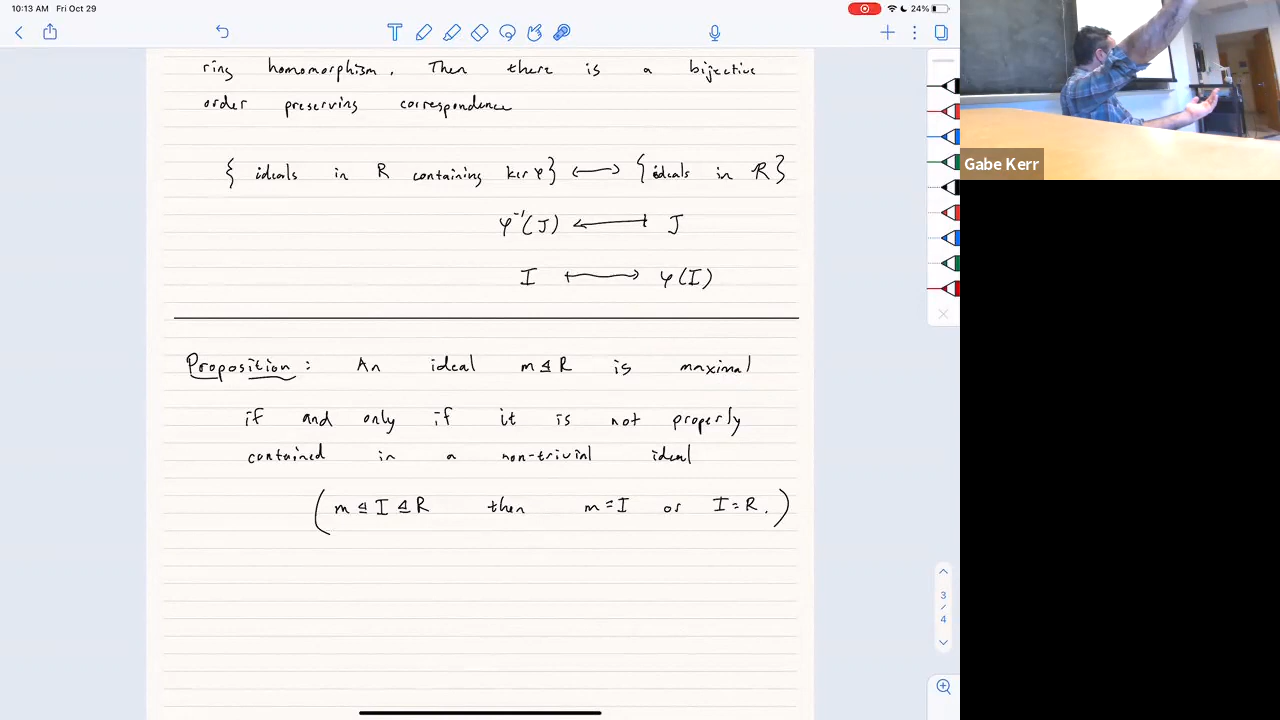 10:13 AM Fri Oct 29
24%
ring homomorphism. Then there is a bijective
order preserving correspondence
{ ideals in R containing ker φ } ⟷ { ideals in R }
φ⁻¹(J) ⟻ J
I ⟼ φ(I)
Proposition: An ideal m ⊴ R is maximal
if and only if it is not properly
contained in a non-trivial ideal
(m ⊴ I ⊴ R then m = I or I = R.)
3
/
4
Gabe Kerr